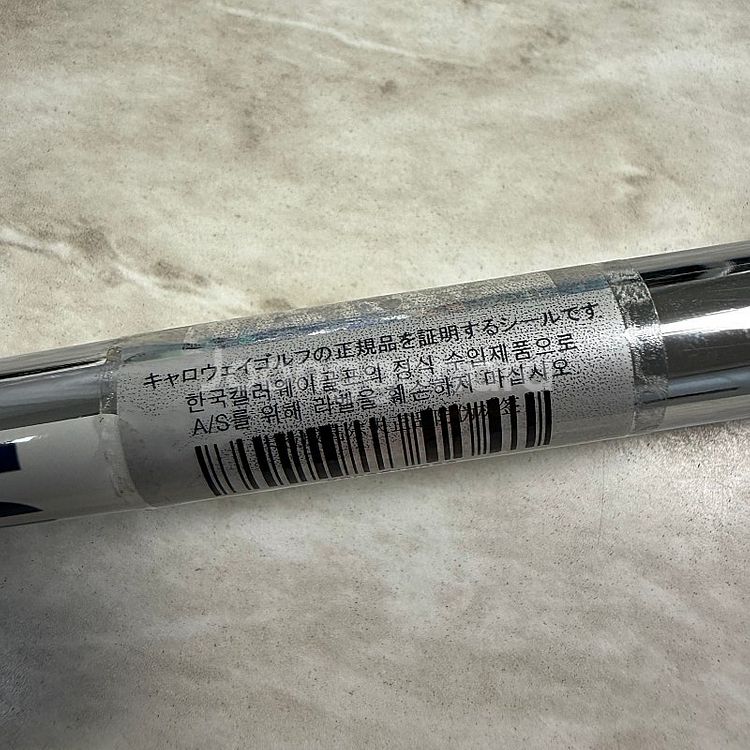 キャロウェイゴルフの正規品を証明するシールです
한국캘러웨이골프의 정식 수입제품으로
A/S를 위해 라벨을 훼손하지 마십시오